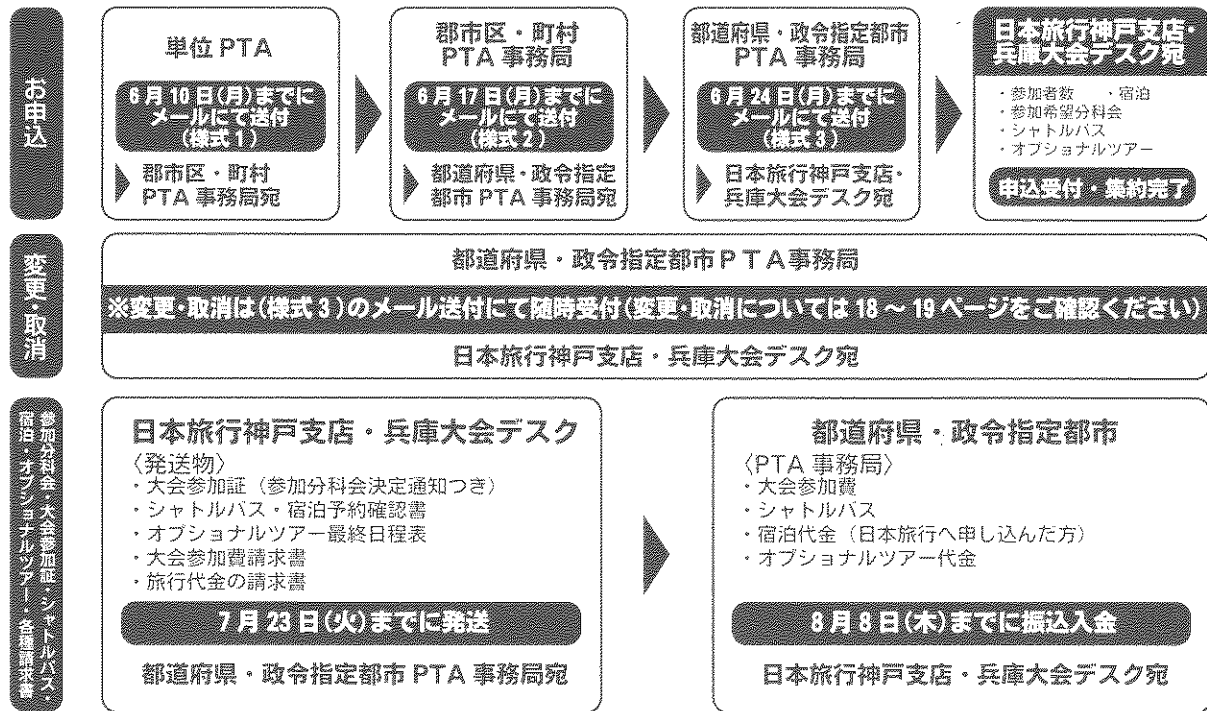 お申込
単位 PTA
6 月 10 日(月)までに
メールにて送付
(様式 1)
郡市区・町村
PTA 事務局宛
郡市区・町村
PTA 事務局
6 月 17 日(月)までに
メールにて送付
(様式 2)
都道府県・政令指定
都市 PTA 事務局宛
都道府県・政令指定都市
PTA 事務局
6 月 24 日(月)までに
メールにて送付
(様式 3)
日本旅行神戸支店・
兵庫大会デスク宛
日本旅行神戸支店・
兵庫大会デスク宛
・参加者数 ・宿泊
・参加希望分科会
・シャトルバス
・オプショナルツアー
申込受付・集約完了
変更・取消
都道府県・政令指定都市PTA事務局
※変更・取消は(様式 3 )のメール送付にて随時受付(変更・取消については 18 ～ 19 ページをご確認ください)
日本旅行神戸支店・兵庫大会デスク宛
参加分科会・大会参加証・シャトルバス・
宿泊・オプショナルツアー・各種請求書
日本旅行神戸支店・兵庫大会デスク
〈発送物〉
・大会参加証（参加分科会決定通知つき）
・シャトルバス・宿泊予約確認書
・オプショナルツアー最終日程表
・大会参加費請求書
・旅行代金の請求書
7 月 23 日(火)までに発送
都道府県・政令指定都市 PTA 事務局宛
都道府県・政令指定都市
〈PTA 事務局〉
・大会参加費
・シャトルバス
・宿泊代金（日本旅行へ申し込んだ方）
・オプショナルツアー代金
8 月 8 日(木)までに振込入金
日本旅行神戸支店・兵庫大会デスク宛